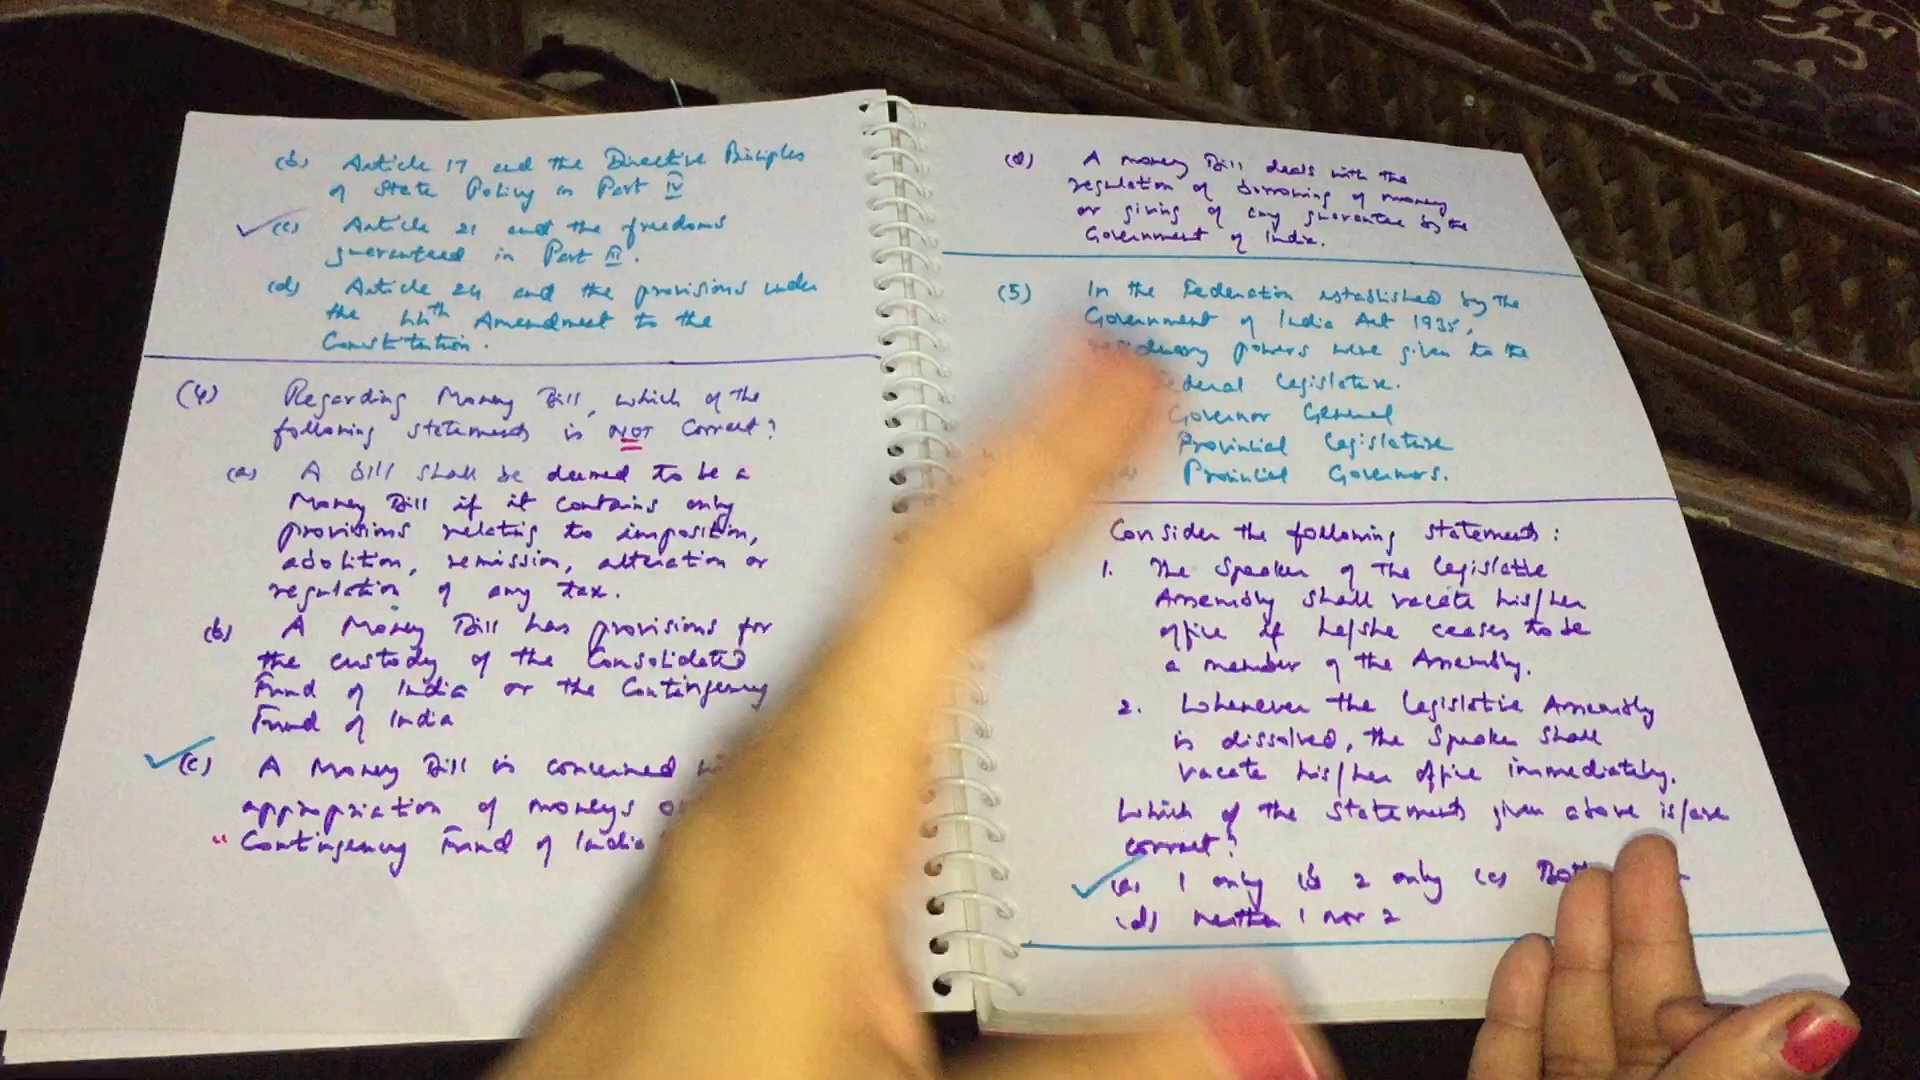 (b) Article 17 and the Directive Principles
of State Policy in Part IV
(c) Article 21 and the freedoms
guaranteed in Part III.
(d) Article 24 and the provisions under
the 44th Amendment to the
Constitution.
(4) Regarding Money Bill, which of the
following statements is NOT Correct?
(a) A bill shall be deemed to be a
Money Bill if it contains only
provisions relating to imposition,
abolition, remission, alteration or
regulation of any tax.
(b) A Money Bill has provisions for
the custody of the Consolidated
Fund of India or the Contingency
Fund of India
(c) A Money Bill is concerned
appropriation of moneys
"Contingency Fund of India
(d) A money Bill deals with the
regulation of borrowing of money
or giving of any guarantee by the
Government of India.
(5) In the Federation established by the
Government of India Act 1935,
powers were given to the
Legislature.
Governor General
Provincial Legislature
Provincial Governors.
Consider the following statements:
1. The Speaker of The Legislative
Assembly shall vacate his/her
office if he/she ceases to be
a member of the Assembly.
2. Whenever the Legislative Assembly
is dissolved, the Speaker shall
vacate his/her office immediately.
Which of the statements given above is/are
correct?
(a) 1 only (b) 2 only (c)
(d) neither 1 nor 2